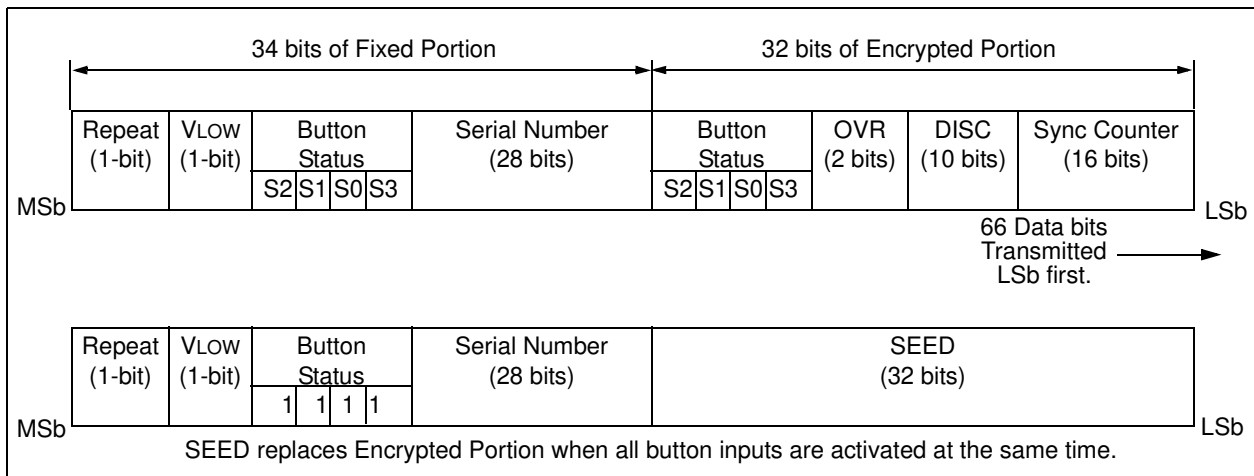 34 bits of Fixed Portion
32 bits of Encrypted Portion
Repeat
(1-bit)
VLOW
(1-bit)
Button
Status
S2 S1 S0 S3
Serial Number
(28 bits)
Button
Status
S2 S1 S0 S3
OVR
(2 bits)
DISC
(10 bits)
Sync Counter
(16 bits)
MSb
LSb
66 Data bits
Transmitted
LSb first.
Repeat
(1-bit)
VLOW
(1-bit)
Button
Status
1 1 1 1
Serial Number
(28 bits)
SEED
(32 bits)
MSb
LSb
SEED replaces Encrypted Portion when all button inputs are activated at the same time.